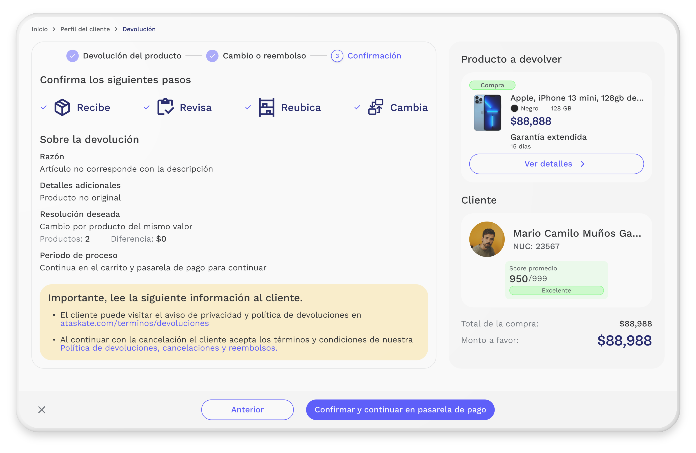 Inicio > Perfil del cliente > Devolución
Devolución del producto
Cambio o reembolso
3 Confirmación
Confirma los siguientes pasos
Recibe
Revisa
Reubica
Cambia
Sobre la devolución
Razón
Artículo no corresponde con la descripción
Detalles adicionales
Producto no original
Resolución deseada
Cambio por producto del mismo valor
Productos: 2 Diferencia: $0
Periodo de proceso
Continua en el carrito y pasarela de pago para continuar
Importante, lee la siguiente información al cliente.
• El cliente puede visitar el aviso de privacidad y política de devoluciones en
ataskate.com/terminos/devoluciones
• Al continuar con la cancelación el cliente acepta los términos y condiciones de nuestra
Política de devoluciones, cancelaciones y reembolsos.
Producto a devolver
Compra
Apple, iPhone 13 mini, 128gb de...
Negro 128 GB
$88,888
Garantía extendida
15 días
Ver detalles >
Cliente
Mario Camilo Muños Ga...
NUC: 23567
Score promedio
950/999
Excelente
Total de la compra: $88,988
Monto a favor: $88,988
Anterior
Confirmar y continuar en pasarela de pago